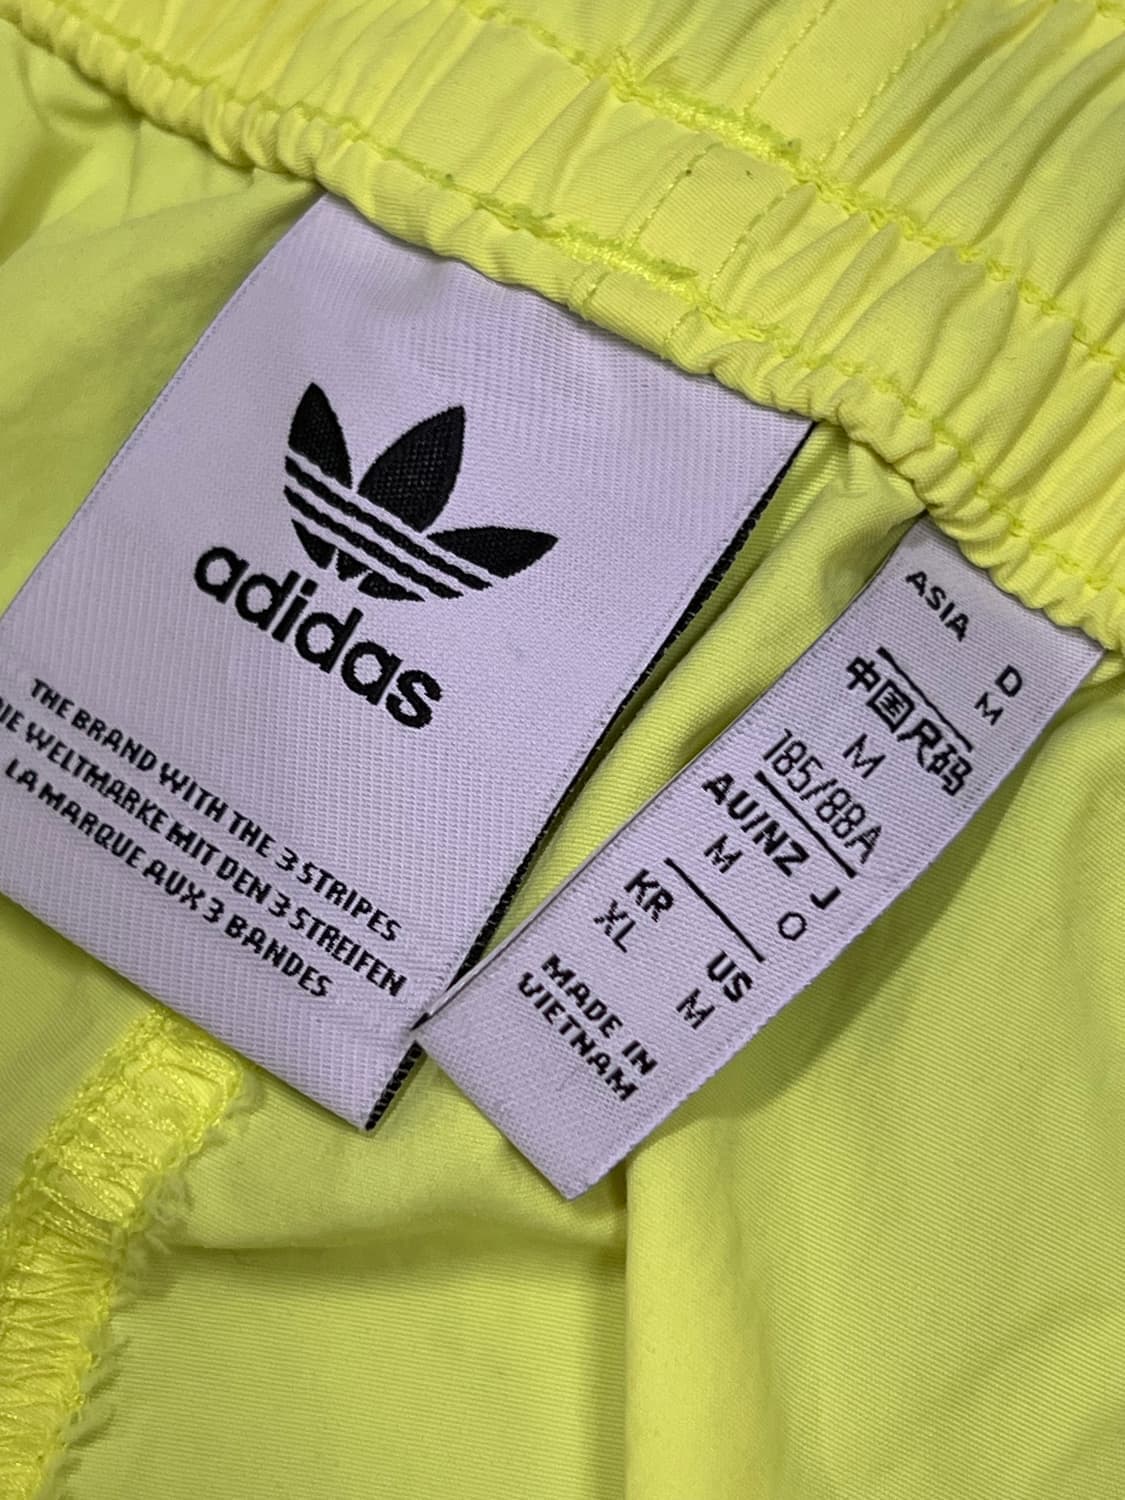 adidas
THE BRAND WITH THE 3 STRIPES
DIE WELTMARKE MIT DEN 3 STREIFEN
LA MARQUE AUX 3 BANDES
ASIA
D
M
中国尺码
M
185/88A
AU/NZ
M
J
O
KR
XL
US
M
MADE IN
VIETNAM